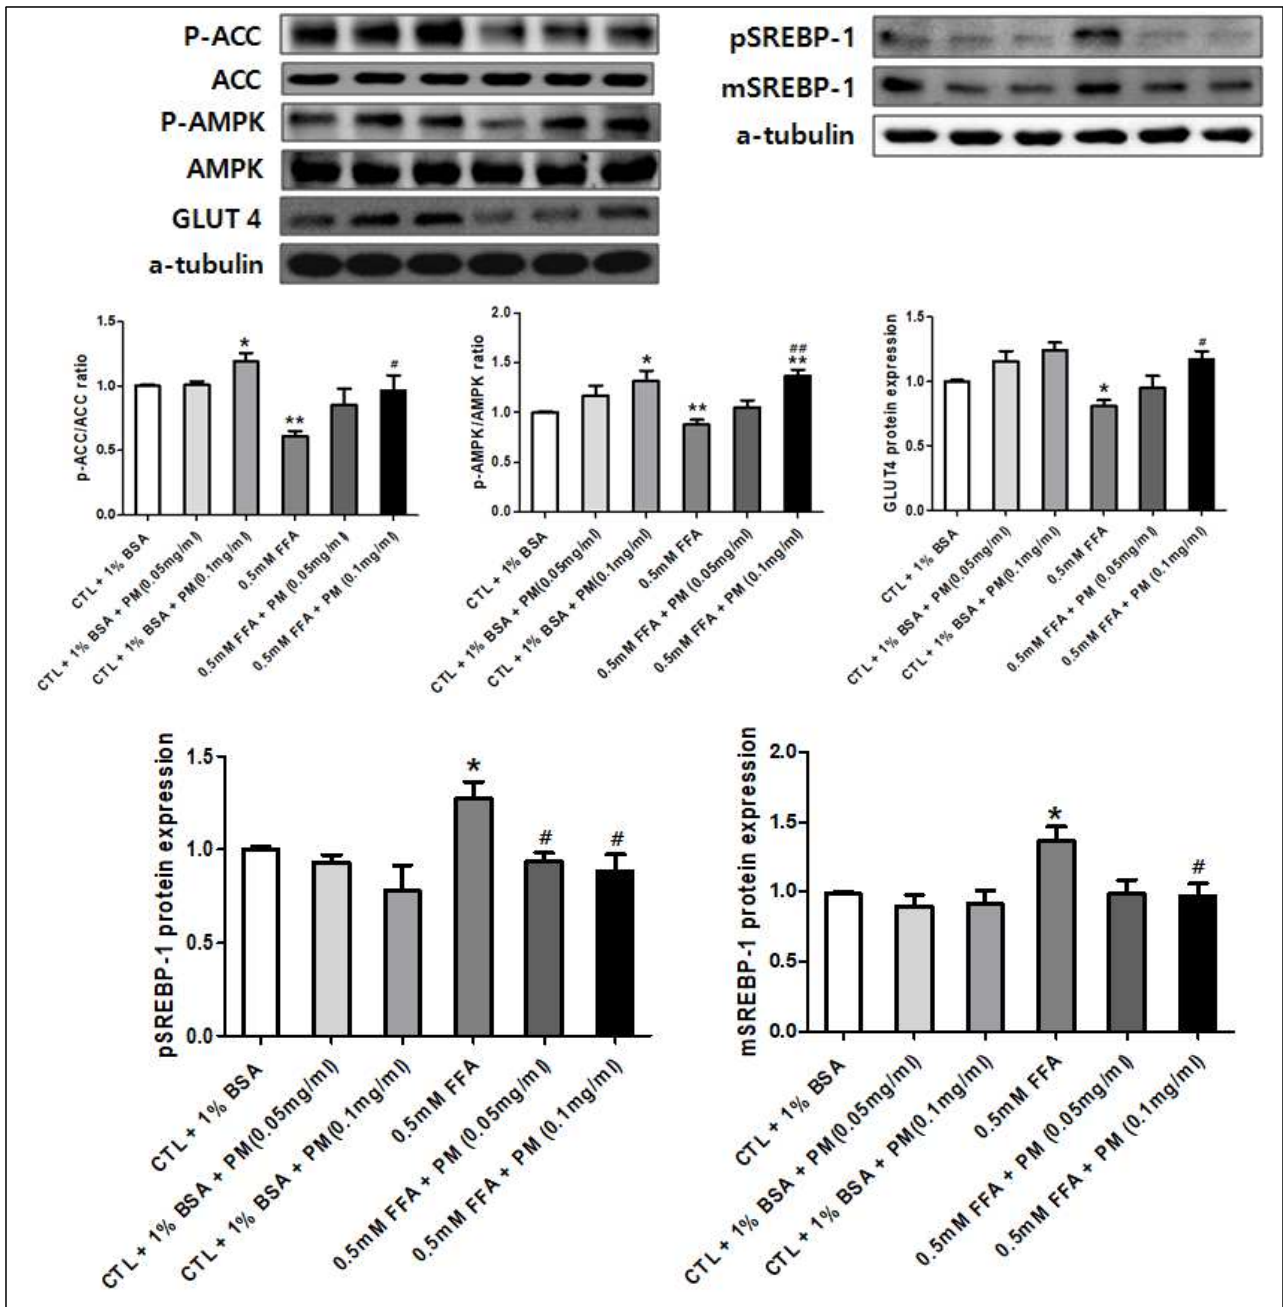 P-ACC
ACC
P-AMPK
AMPK
GLUT 4
a-tubulin
pSREBP-1
mSREBP-1
a-tubulin
p-ACC/ACC ratio
1.5
1.0
0.5
0.0
*
**
#
CTL + 1% BSA
CTL + 1% BSA + PM(0.05mg/ml)
CTL + 1% BSA + PM(0.1mg/ml)
0.5mM FFA
0.5mM FFA + PM (0.05mg/ml)
0.5mM FFA + PM (0.1mg/ml)
p-AMPK/AMPK ratio
2.0
1.5
1.0
0.5
0.0
*
**
##
**
CTL + 1% BSA
CTL + 1% BSA + PM(0.05mg/ml)
CTL + 1% BSA + PM(0.1mg/ml)
0.5mM FFA
0.5mM FFA + PM (0.05mg/ml)
0.5mM FFA + PM (0.1mg/ml)
GLUT4 protein expression
1.5
1.0
0.5
0.0
*
#
CTL + 1% BSA
CTL + 1% BSA + PM(0.05mg/ml)
CTL + 1% BSA + PM(0.1mg/ml)
0.5mM FFA
0.5mM FFA + PM (0.05mg/ml)
0.5mM FFA + PM (0.1mg/ml)
pSREBP-1 protein expression
1.5
1.0
0.5
0.0
*
#
#
CTL + 1% BSA
CTL + 1% BSA + PM(0.05mg/ml)
CTL + 1% BSA + PM(0.1mg/ml)
0.5mM FFA
0.5mM FFA + PM (0.05mg/ml)
0.5mM FFA + PM (0.1mg/ml)
mSREBP-1 protein expression
2.0
1.5
1.0
0.5
0.0
*
#
CTL + 1% BSA
CTL + 1% BSA + PM(0.05mg/ml)
CTL + 1% BSA + PM(0.1mg/ml)
0.5mM FFA
0.5mM FFA + PM (0.05mg/ml)
0.5mM FFA + PM (0.1mg/ml)